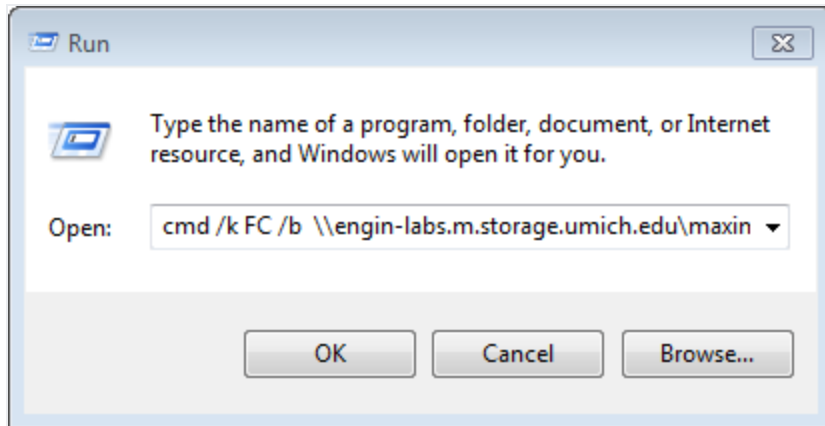 Run
Type the name of a program, folder, document, or Internet
resource, and Windows will open it for you.
Open: cmd /k FC /b  \\engin-labs.m.storage.umich.edu\maxin
OK Cancel Browse...